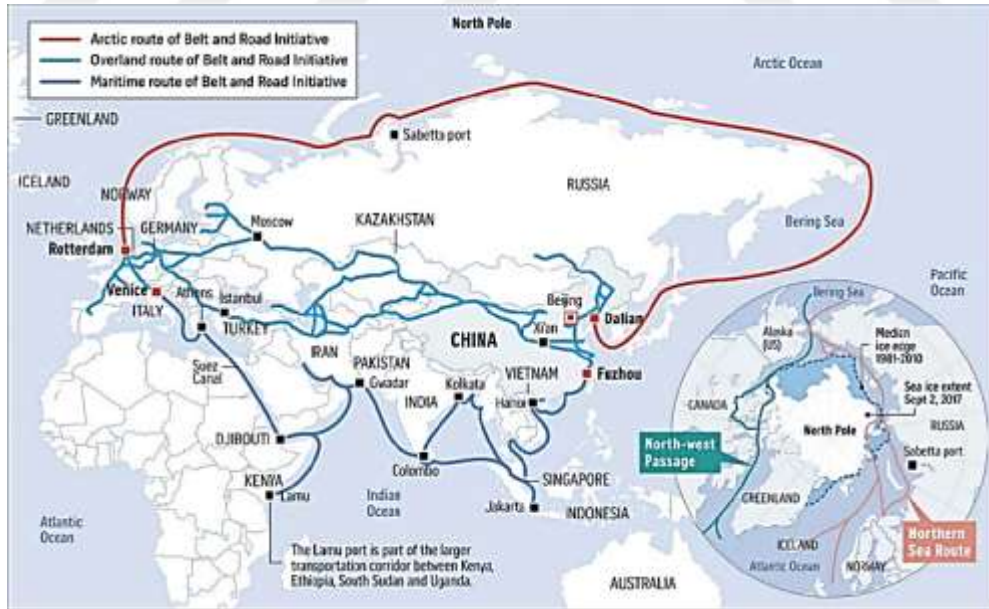 North Pole
Arctic route of Belt and Road Initiative
Overland route of Belt and Road Initiative
Maritime route of Belt and Road Initiative
Arctic Ocean
GREENLAND
Sabetta port
ICELAND
NORWAY
RUSSIA
NETHERLANDS
GERMANY
Moscow
KAZAKHSTAN
Bering Sea
Rotterdam
Venice
Athens
Istanbul
ITALY
TURKEY
Beijing
Dalian
Pacific
Ocean
Xi'an
CHINA
Suez
Canal
IRAN
PAKISTAN
Gwadar
Kolkata
INDIA
VIETNAM
Hanoi
Fuzhou
DJIBOUTI
KENYA
Lamu
Colombo
SINGAPORE
Jakarta
INDONESIA
Indian
Ocean
Atlantic
Ocean
The Lamu port is part of the larger
transportation corridor between Kenya,
Ethiopia, South Sudan and Uganda.
AUSTRALIA
Bering Sea
Alaska
(US)
Median
ice edge
1981-2010
Sea ice extent
Sept 2, 2017
CANADA
North Pole
RUSSIA
North-west
Passage
Sabetta port
GREENLAND
Northern
Sea Route
ICELAND
Atlantic Ocean
NORWAY